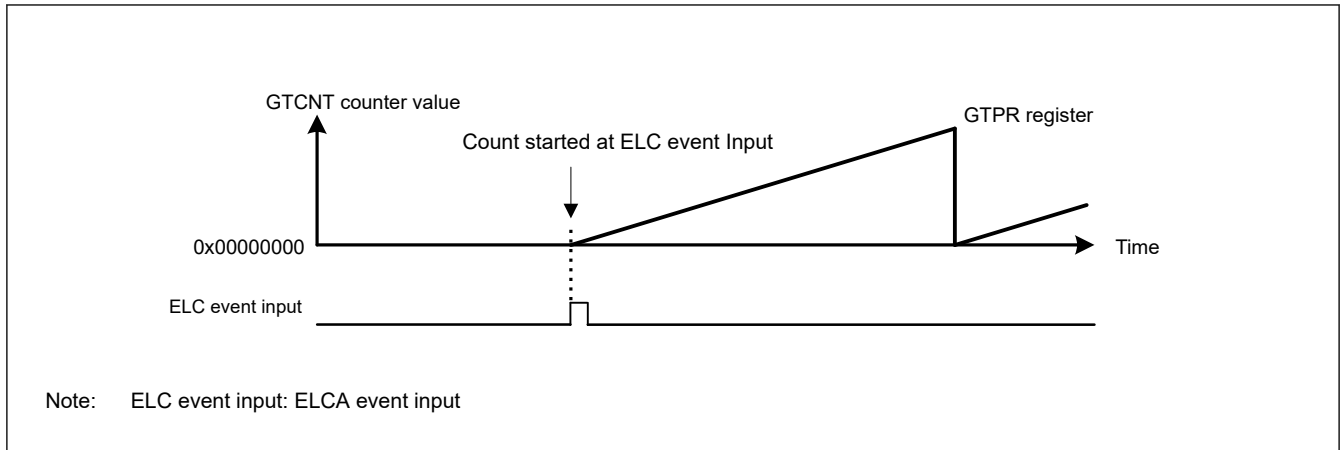 GTCNT counter value
GTPR register
Count started at ELC event Input
0x00000000
Time
ELC event input
Note: ELC event input: ELCA event input